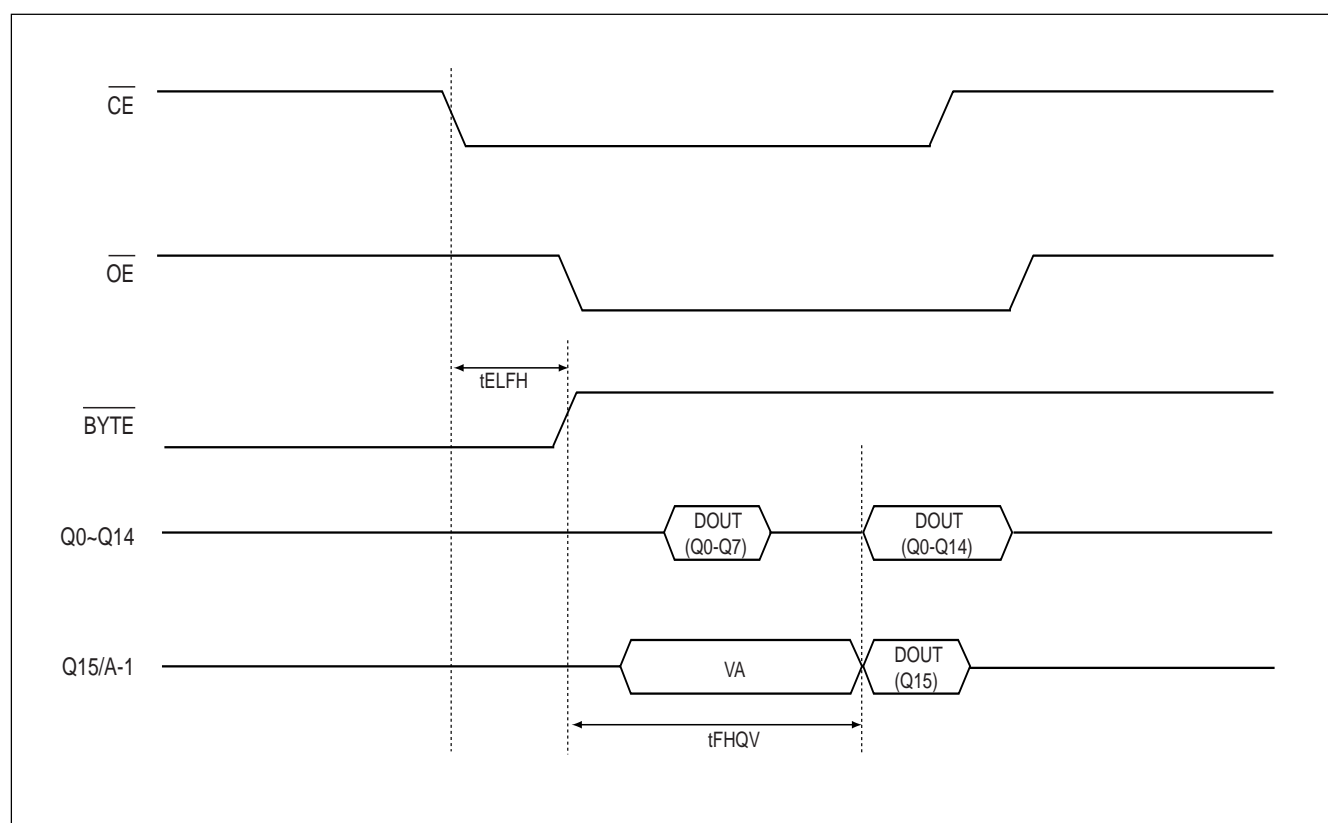 CE
OE
tELFH
BYTE
Q0~Q14
DOUT
(Q0-Q7)
DOUT
(Q0-Q14)
Q15/A-1
VA
DOUT
(Q15)
tFHQV